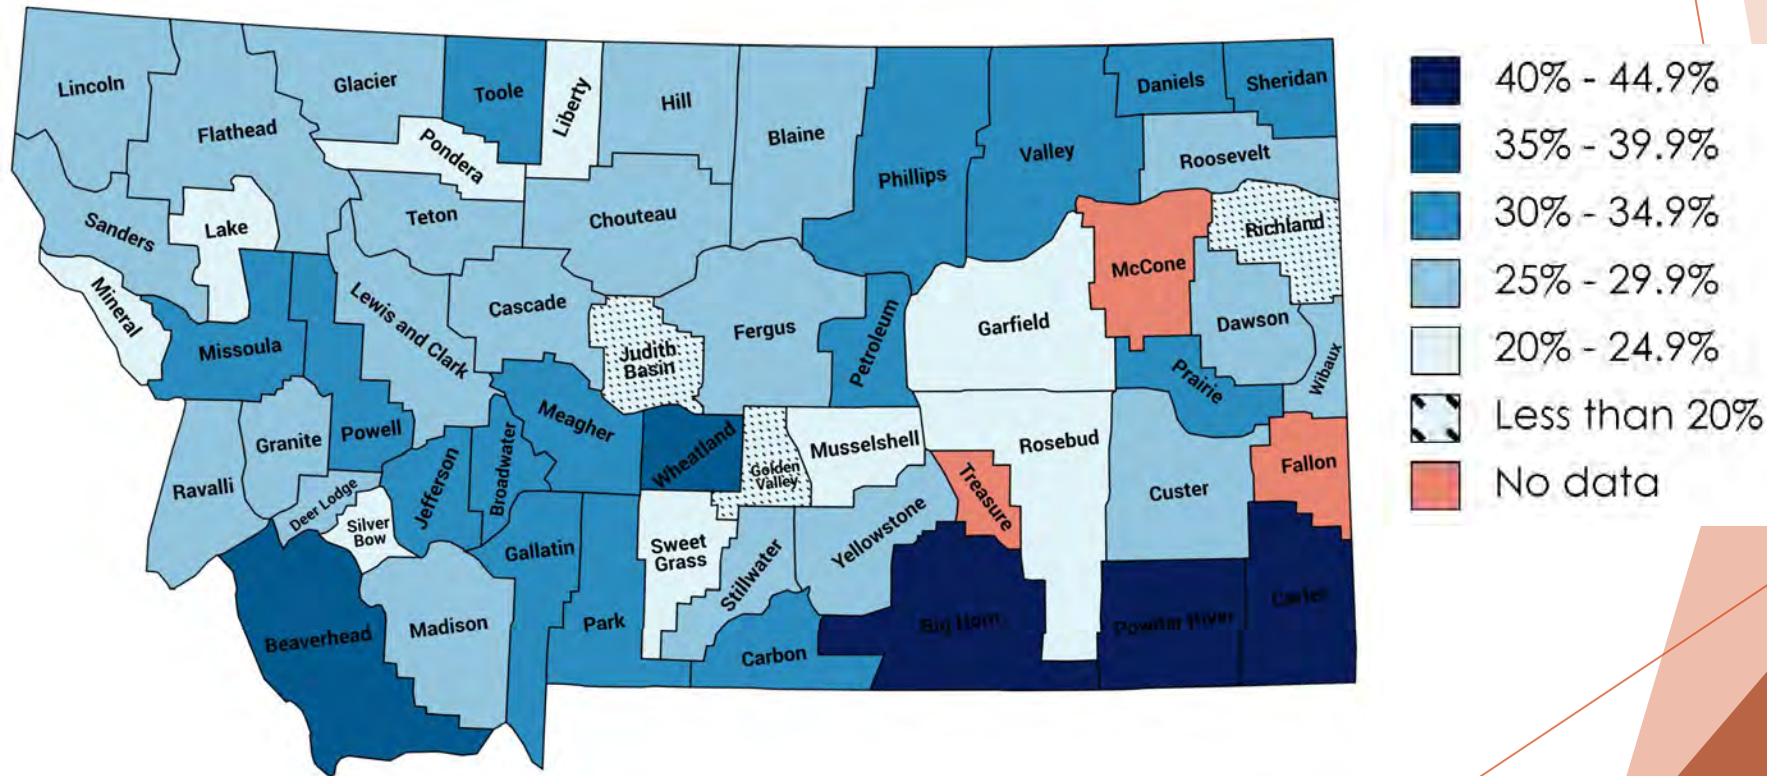 Lincoln
Flathead
Glacier
Toole
Liberty
Hill
Blaine
Phillips
Valley
Daniels
Sheridan
Roosevelt
Pondera
Teton
Chouteau
Sanders
Lake
Richland
McCone
Mineral
Missoula
Lewis and Clark
Cascade
Judith
Basin
Fergus
Petroleum
Garfield
Dawson
Prairie
Wibaux
Ravalli
Granite
Powell
Meagher
Wheatland
Golden
Valley
Musselshell
Rosebud
Treasure
Custer
Fallon
Deer Lodge
Silver
Bow
Jefferson
Broadwater
Gallatin
Park
Sweet
Grass
Stillwater
Yellowstone
Beaverhead
Madison
Carbon
Big Horn
Powder River
Carter
40% - 44.9%
35% - 39.9%
30% - 34.9%
25% - 29.9%
20% - 24.9%
Less than 20%
No data